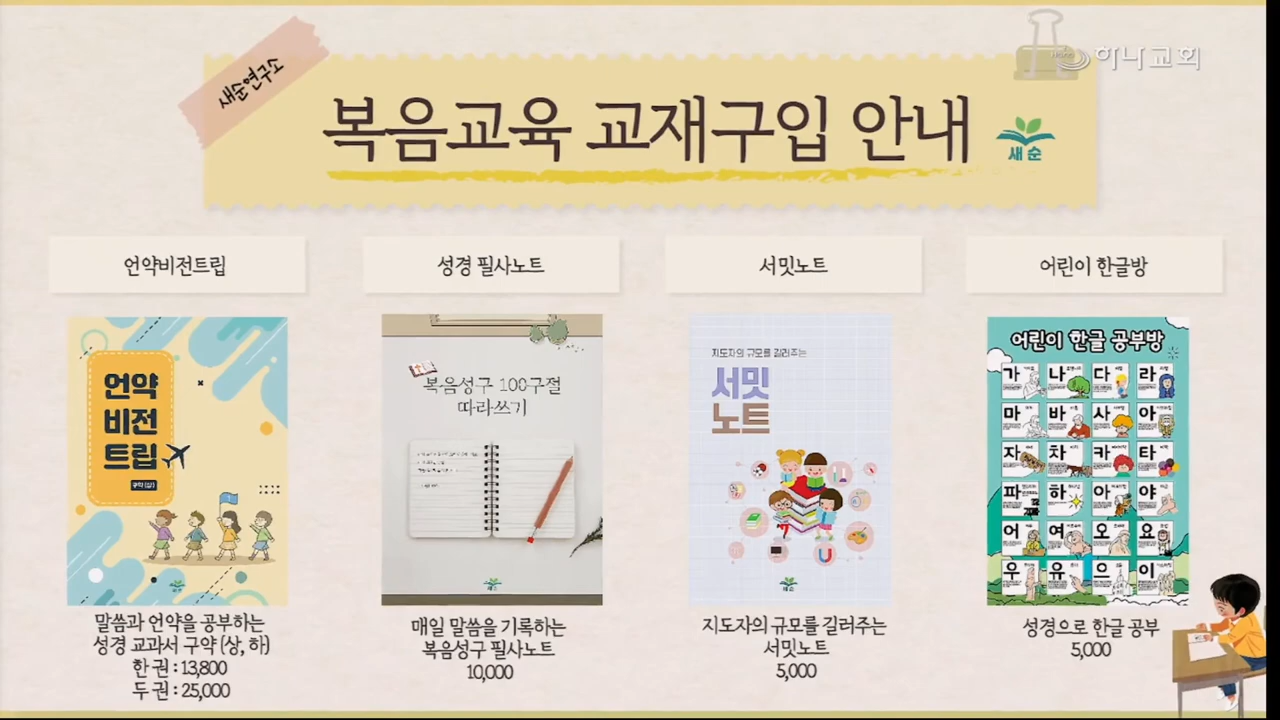 새순연구소
하나교회
복음교육 교재구입 안내
새순
언약비전트립
성경 필사노트
서밋노트
어린이 한글방
언약
비전
트립
구약(상)
복음성구 100구절
따라쓰기
새순
지도자의 규모를 길러주는
서밋
노트
새순
어린이 한글 공부방
가 나 다 라
마 바 사 아
자 차 카 타
파 하 아 야
어 여 오 요
우 유 으 이
말씀과 언약을 공부하는
성경 교과서 구약 (상, 하)
한 권 : 13,800
두 권 : 25,000
매일 말씀을 기록하는
복음성구 필사노트
10,000
지도자의 규모를 길러주는
서밋노트
5,000
성경으로 한글 공부
5,000